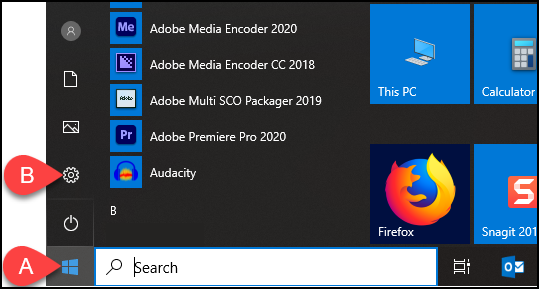 Me Adobe Media Encoder 2020
Adobe Media Encoder CC 2018
Adobe Adobe Multi SCO Packager 2019
Pr Adobe Premiere Pro 2020
Audacity
B
This PC
Calculator
Firefox
S
Snagit 201
B
A
Search